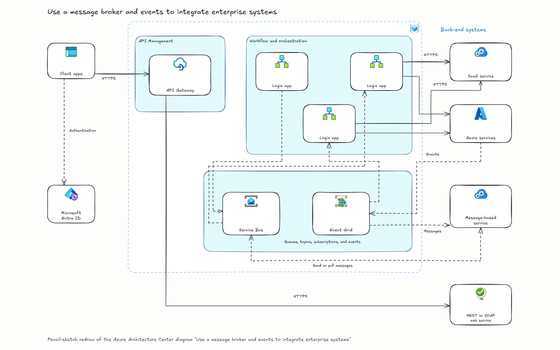 Use a message broker and events to integrate enterprise systems
Back-end systems
API Management
Workflow and orchestration
Client apps
HTTPS
API Gateway
Logic app
Logic app
HTTPS
SaaS service
HTTPS
Logic app
Azure services
Authentication
Events
Microsoft
Entra ID
Service Bus
Event Grid
Message-based
service
Messages
Queues, topics, subscriptions, and events
Send or pull messages
HTTPS
REST or SOAP
web service
Pencil-sketch redraw of the Azure Architecture Center diagram "Use a message broker and events to integrate enterprise systems"